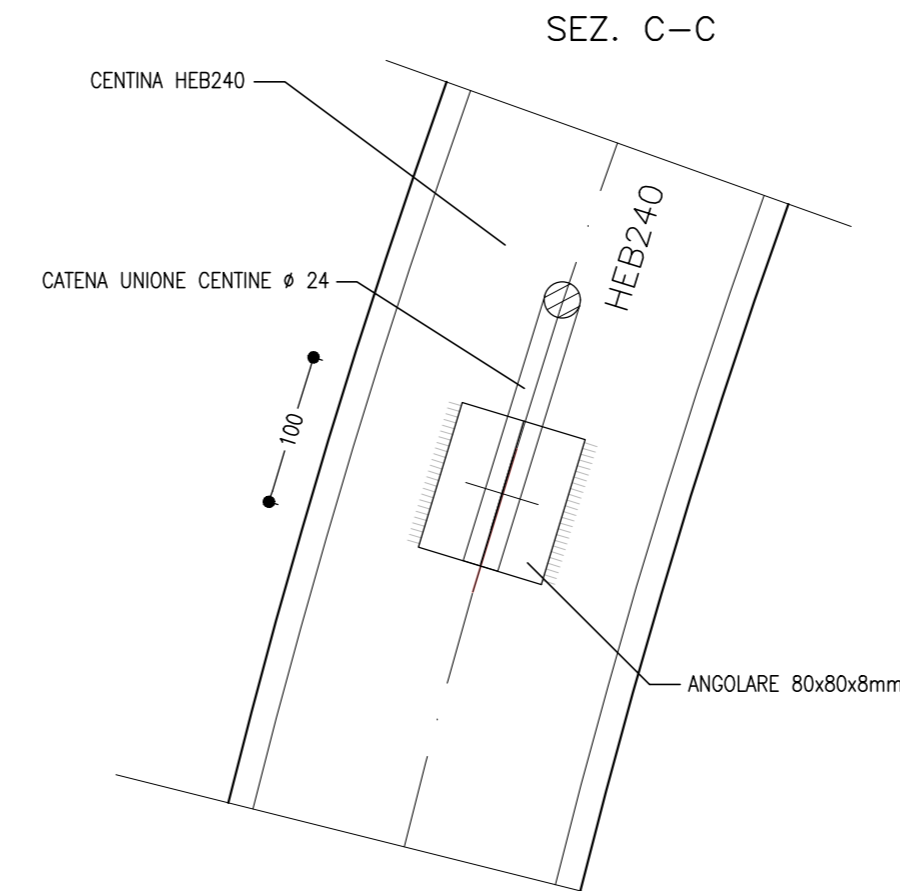 SEZ. C-C
CENTINA HEB240
HEB240
CATENA UNIONE CENTINE ø 24
100
ANGOLARE 80x80x8mm